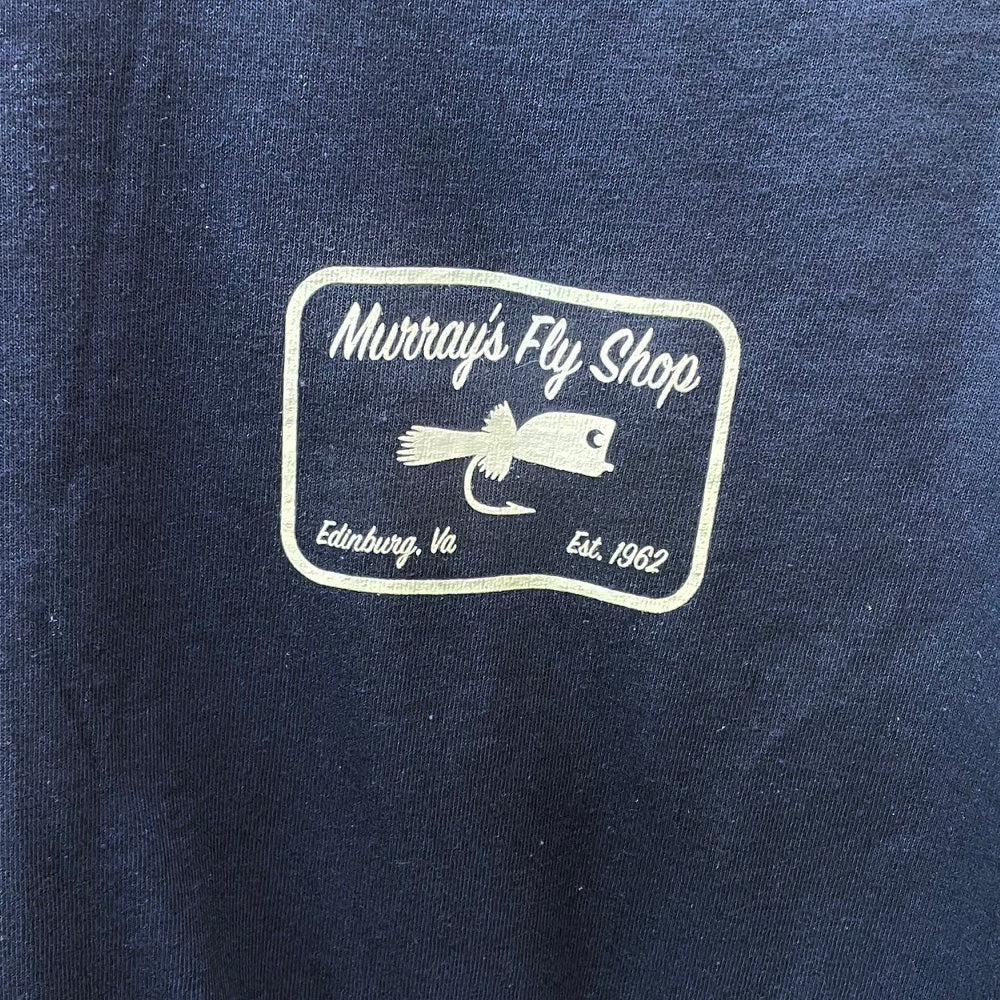 Murray's Fly Shop
Edinburg, Va
Est. 1962